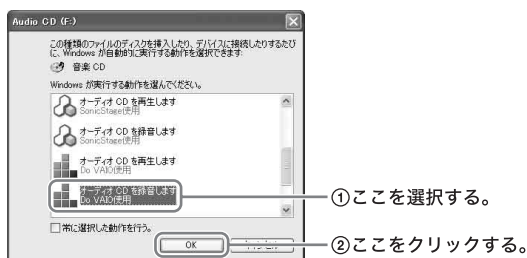 Audio CD (F:)
この種類のファイルのディスクを挿入したり、デバイスに接続したりするたび
に、Windows が自動的に実行する動作を選択できます:
音楽 CD
Windows が実行する動作を選んでください。
オーディオ CD を再生します
SonicStage使用
オーディオ CD を録音します
SonicStage使用
オーディオ CD を再生します
Do VAIO使用
オーディオ CD を録音します
Do VAIO使用
①ここを選択する。
常に選択した動作を行う。
OK
②ここをクリックする。